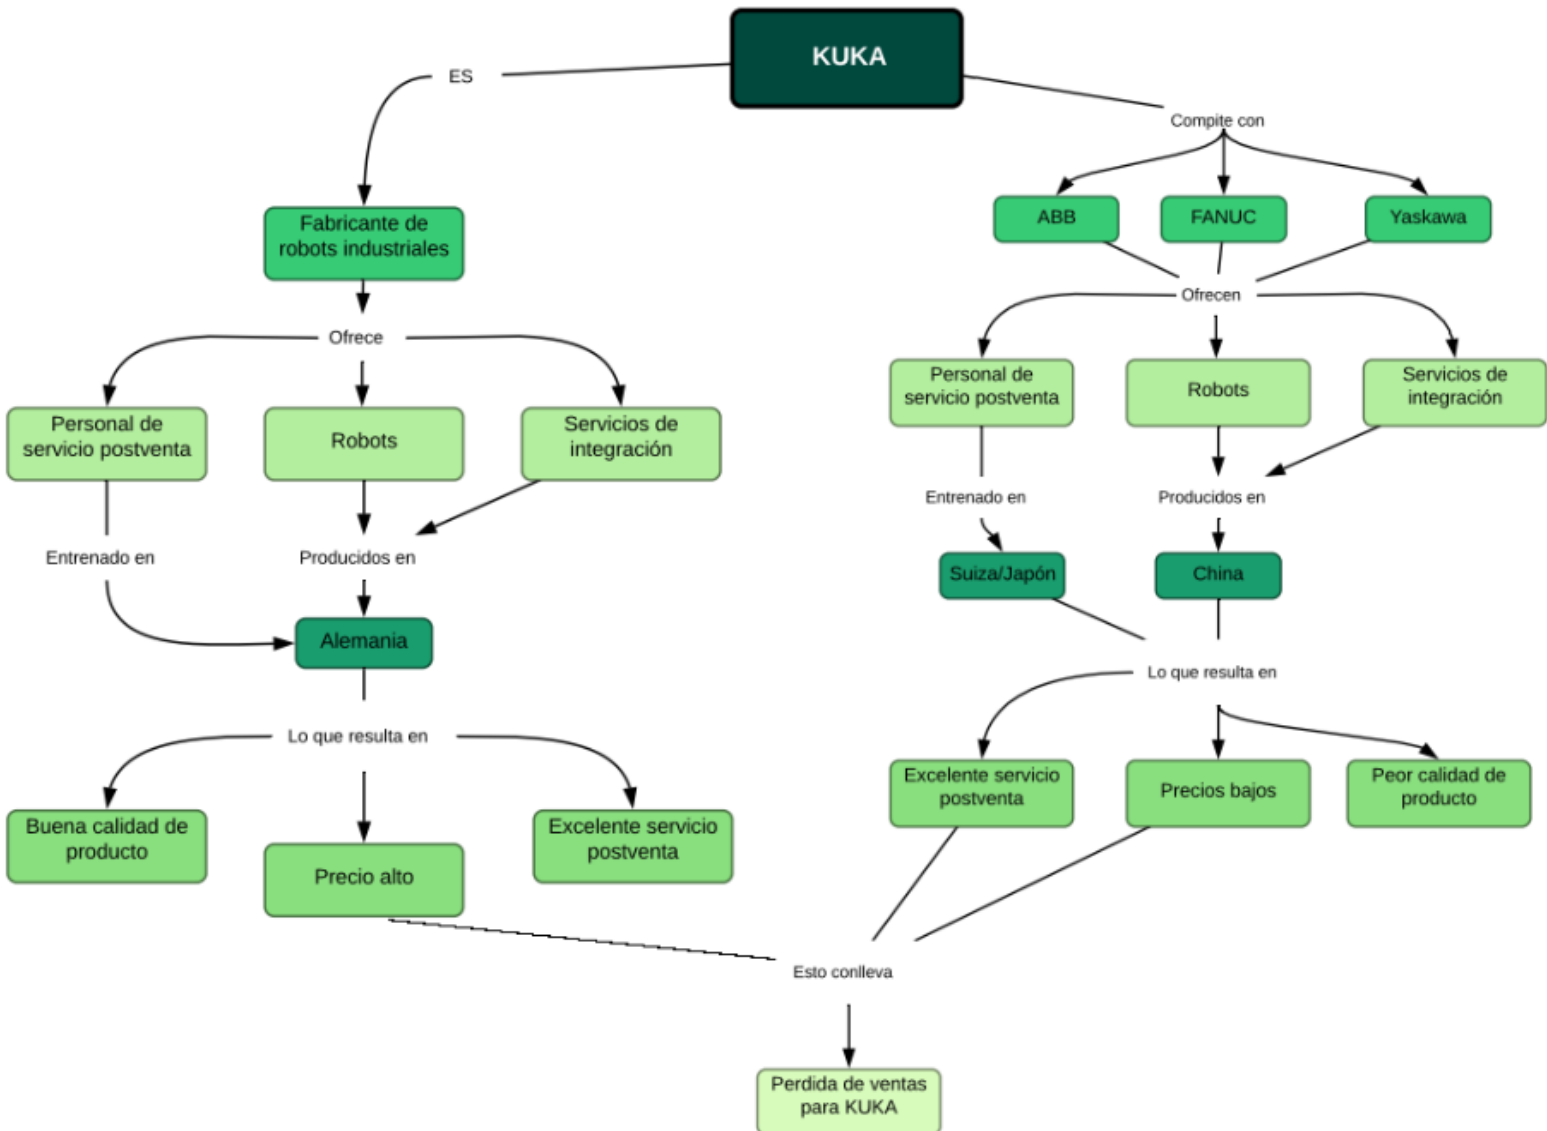 KUKA
ES
Compite con
Fabricante de
robots industriales
ABB
FANUC
Yaskawa
Ofrece
Ofrecen
Personal de
servicio postventa
Robots
Servicios de
integración
Personal de
servicio postventa
Robots
Servicios de
integración
Entrenado en
Producidos en
Entrenado en
Producidos en
Alemania
Suiza/Japón
China
Lo que resulta en
Lo que resulta en
Buena calidad de
producto
Precio alto
Excelente servicio
postventa
Excelente servicio
postventa
Precios bajos
Peor calidad de
producto
Esto conlleva
Perdida de ventas
para KUKA